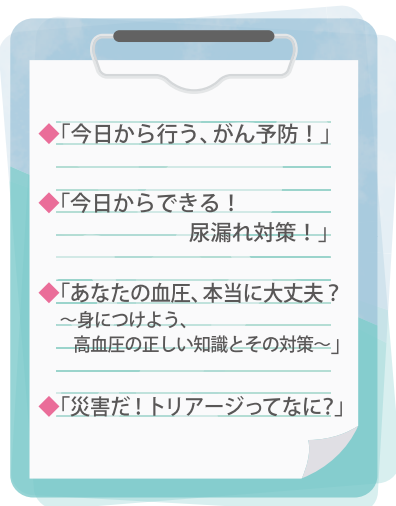 ◆「今日から行う、がん予防！」
◆「今日からできる！
尿漏れ対策！」
◆「あなたの血圧、本当に大丈夫？
～身につけよう、
高血圧の正しい知識とその対策～」
◆「災害だ！トリアージってなに？」